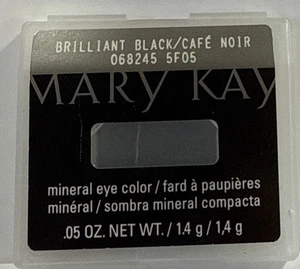 BRILLIANT BLACK/CAFÉ NOIR
068245 5F05
MARY KAY
mineral eye color / fard à paupières
minéral / sombra mineral compacta
.05 OZ. NET WT. / 1.4 g / 1,4 g